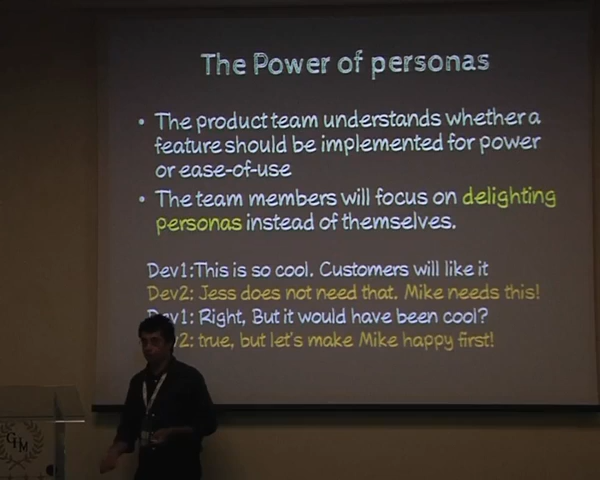 The Power of personas
• The product team understands whether a
feature should be implemented for power
or ease-of-use
• The team members will focus on delighting
personas instead of themselves.
Dev1:This is so cool. Customers will like it
Dev2: Jess does not need that. Mike needs this!
Dev1: Right, But it would have been cool?
2: true, but let's make Mike happy first!
GHM